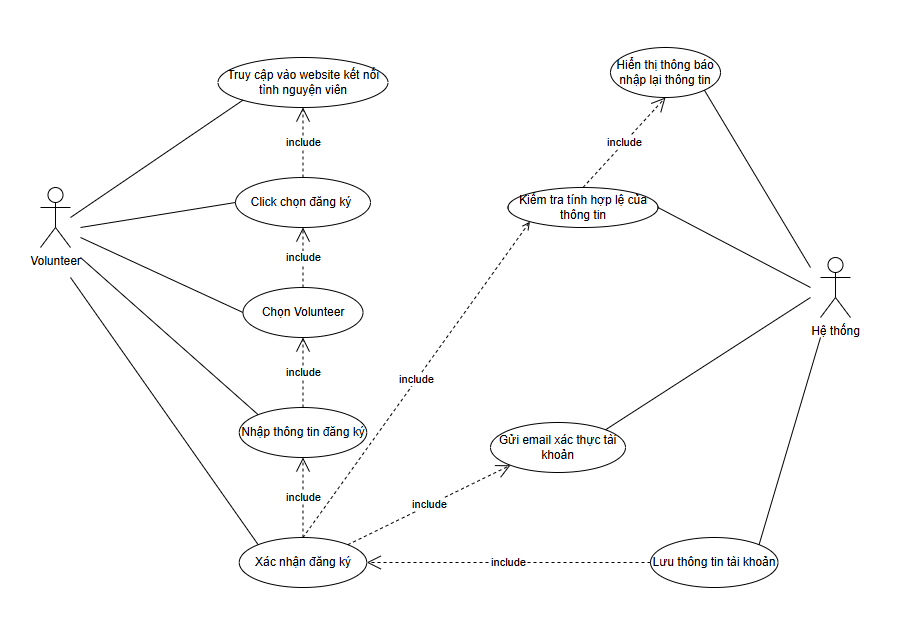 Hiển thị thông báo
nhập lại thông tin
Truy cập vào website kết nối
tình nguyện viên
include
include
Click chọn đăng ký
Kiểm tra tính hợp lệ của
thông tin
Volunteer
include
Chọn Volunteer
Hệ thống
include
include
Nhập thông tin đăng ký
Gửi email xác thực tài
khoản
include
include
Xác nhận đăng ký
include
Lưu thông tin tài khoản